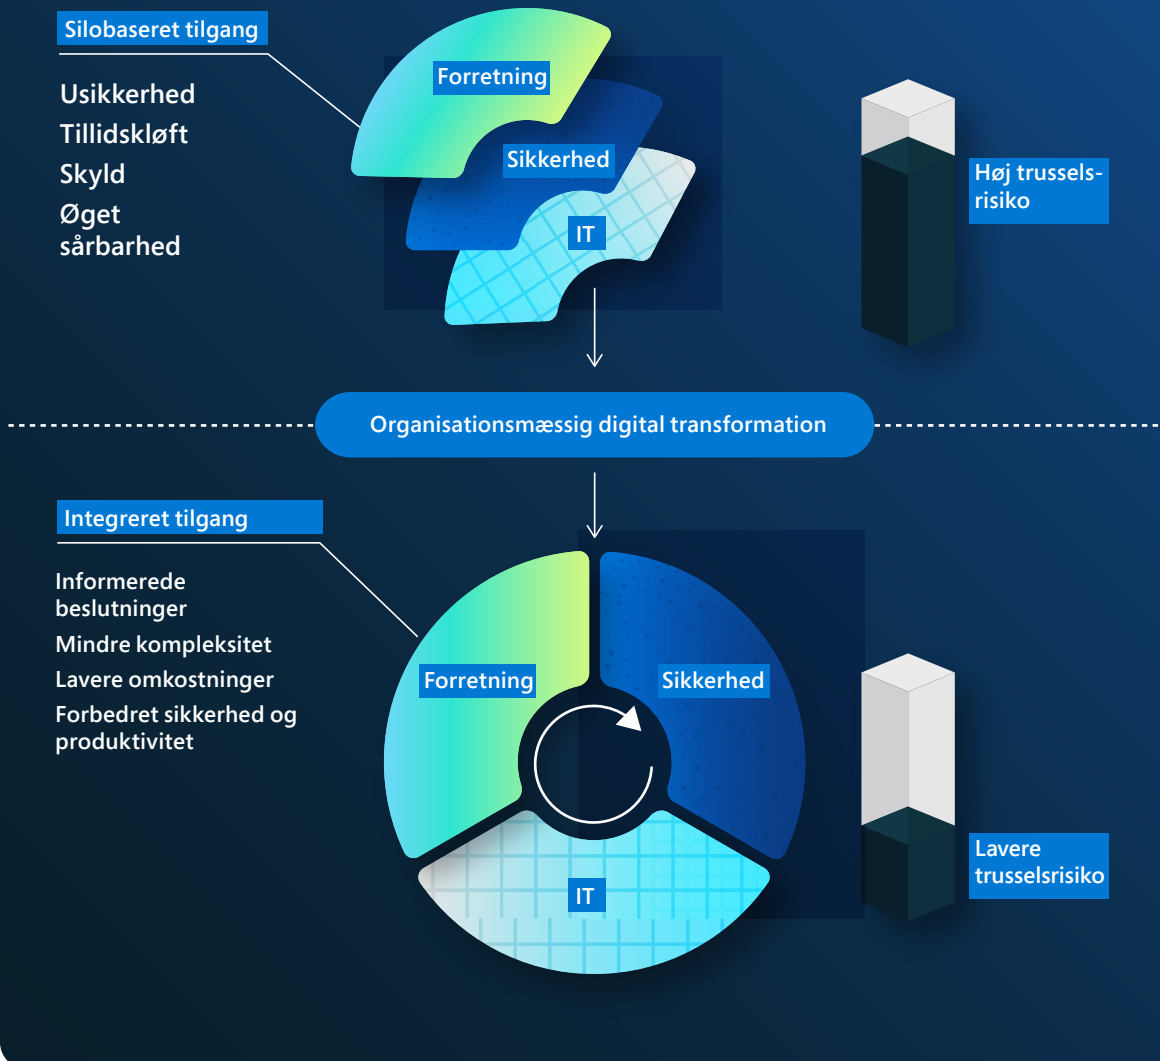 Silobaseret tilgang
Usikkerhed
Tillidskløft
Skyld
Øget
sårbarhed
Forretning
Sikkerhed
IT
Høj trussels-
risiko
Organisationsmæssig digital transformation
Integreret tilgang
Informerede
beslutninger
Mindre kompleksitet
Lavere omkostninger
Forbedret sikkerhed og
produktivitet
Forretning
Sikkerhed
IT
Lavere
trusselsrisiko